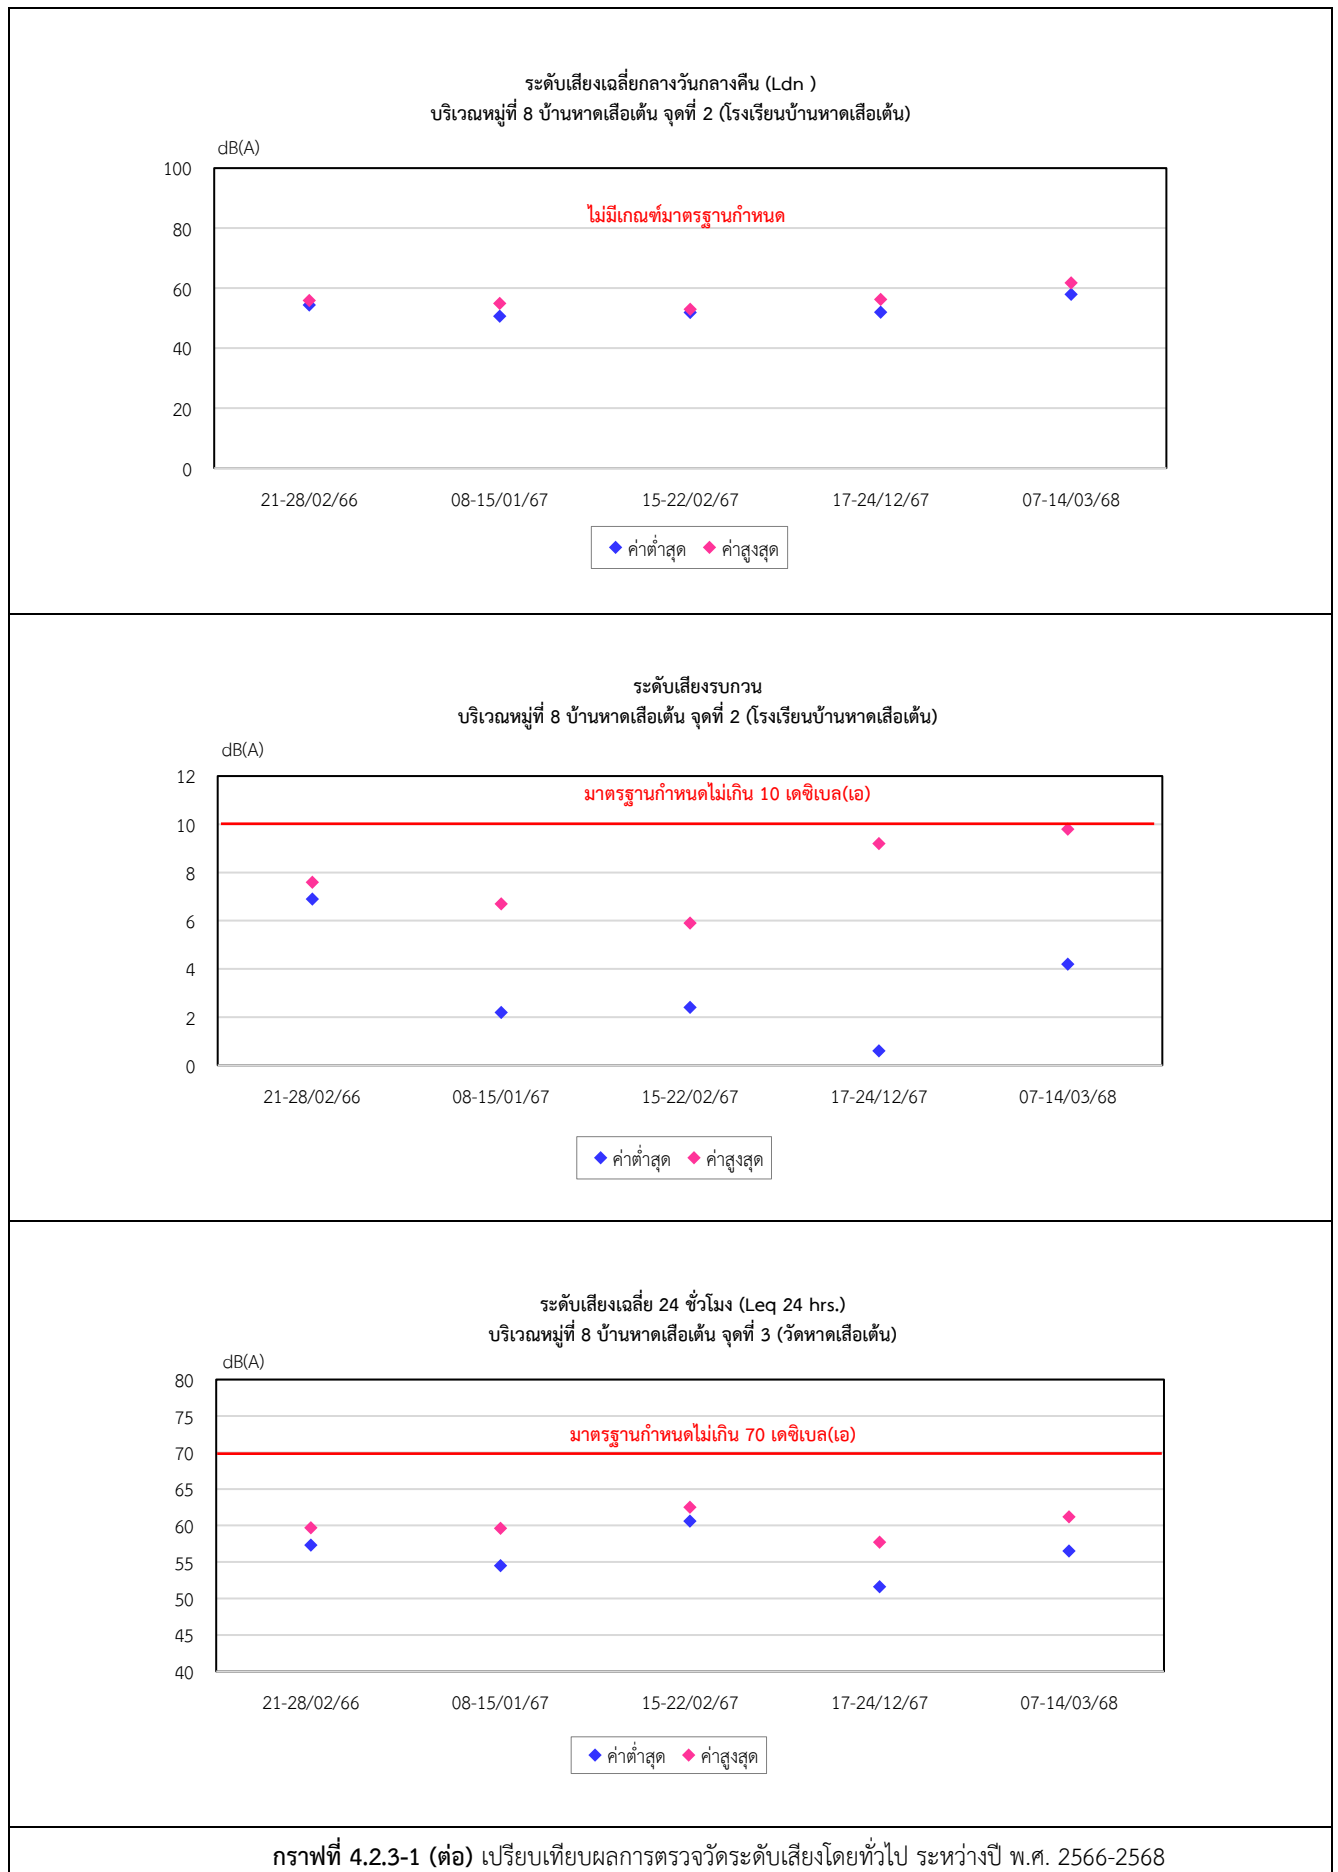 ระดับเสียงเฉลี่ยกลางวันกลางคืน (Ldn )
บริเวณหมู่ที่ 8 บ้านหาดเสือเต้น จุดที่ 2 (โรงเรียนบ้านหาดเสือเต้น)
dB(A)
100
ไม่มีเกณฑ์มาตรฐานกำหนด
80
60
40
20
0
21-28/02/66 08-15/01/67 15-22/02/67 17-24/12/67 07-14/03/68
ค่าต่ำสุด ค่าสูงสุด
ระดับเสียงรบกวน
บริเวณหมู่ที่ 8 บ้านหาดเสือเต้น จุดที่ 2 (โรงเรียนบ้านหาดเสือเต้น)
dB(A)
12
มาตรฐานกำหนดไม่เกิน 10 เดซิเบล(เอ)
10
8
6
4
2
0
21-28/02/66 08-15/01/67 15-22/02/67 17-24/12/67 07-14/03/68
ค่าต่ำสุด ค่าสูงสุด
ระดับเสียงเฉลี่ย 24 ชั่วโมง (Leq 24 hrs.)
บริเวณหมู่ที่ 8 บ้านหาดเสือเต้น จุดที่ 3 (วัดหาดเสือเต้น)
dB(A)
80
75
มาตรฐานกำหนดไม่เกิน 70 เดซิเบล(เอ)
70
65
60
55
50
45
40
21-28/02/66 08-15/01/67 15-22/02/67 17-24/12/67 07-14/03/68
ค่าต่ำสุด ค่าสูงสุด
กราฟที่ 4.2.3-1 (ต่อ) เปรียบเทียบผลการตรวจวัดระดับเสียงโดยทั่วไป ระหว่างปี พ.ศ. 2566-2568